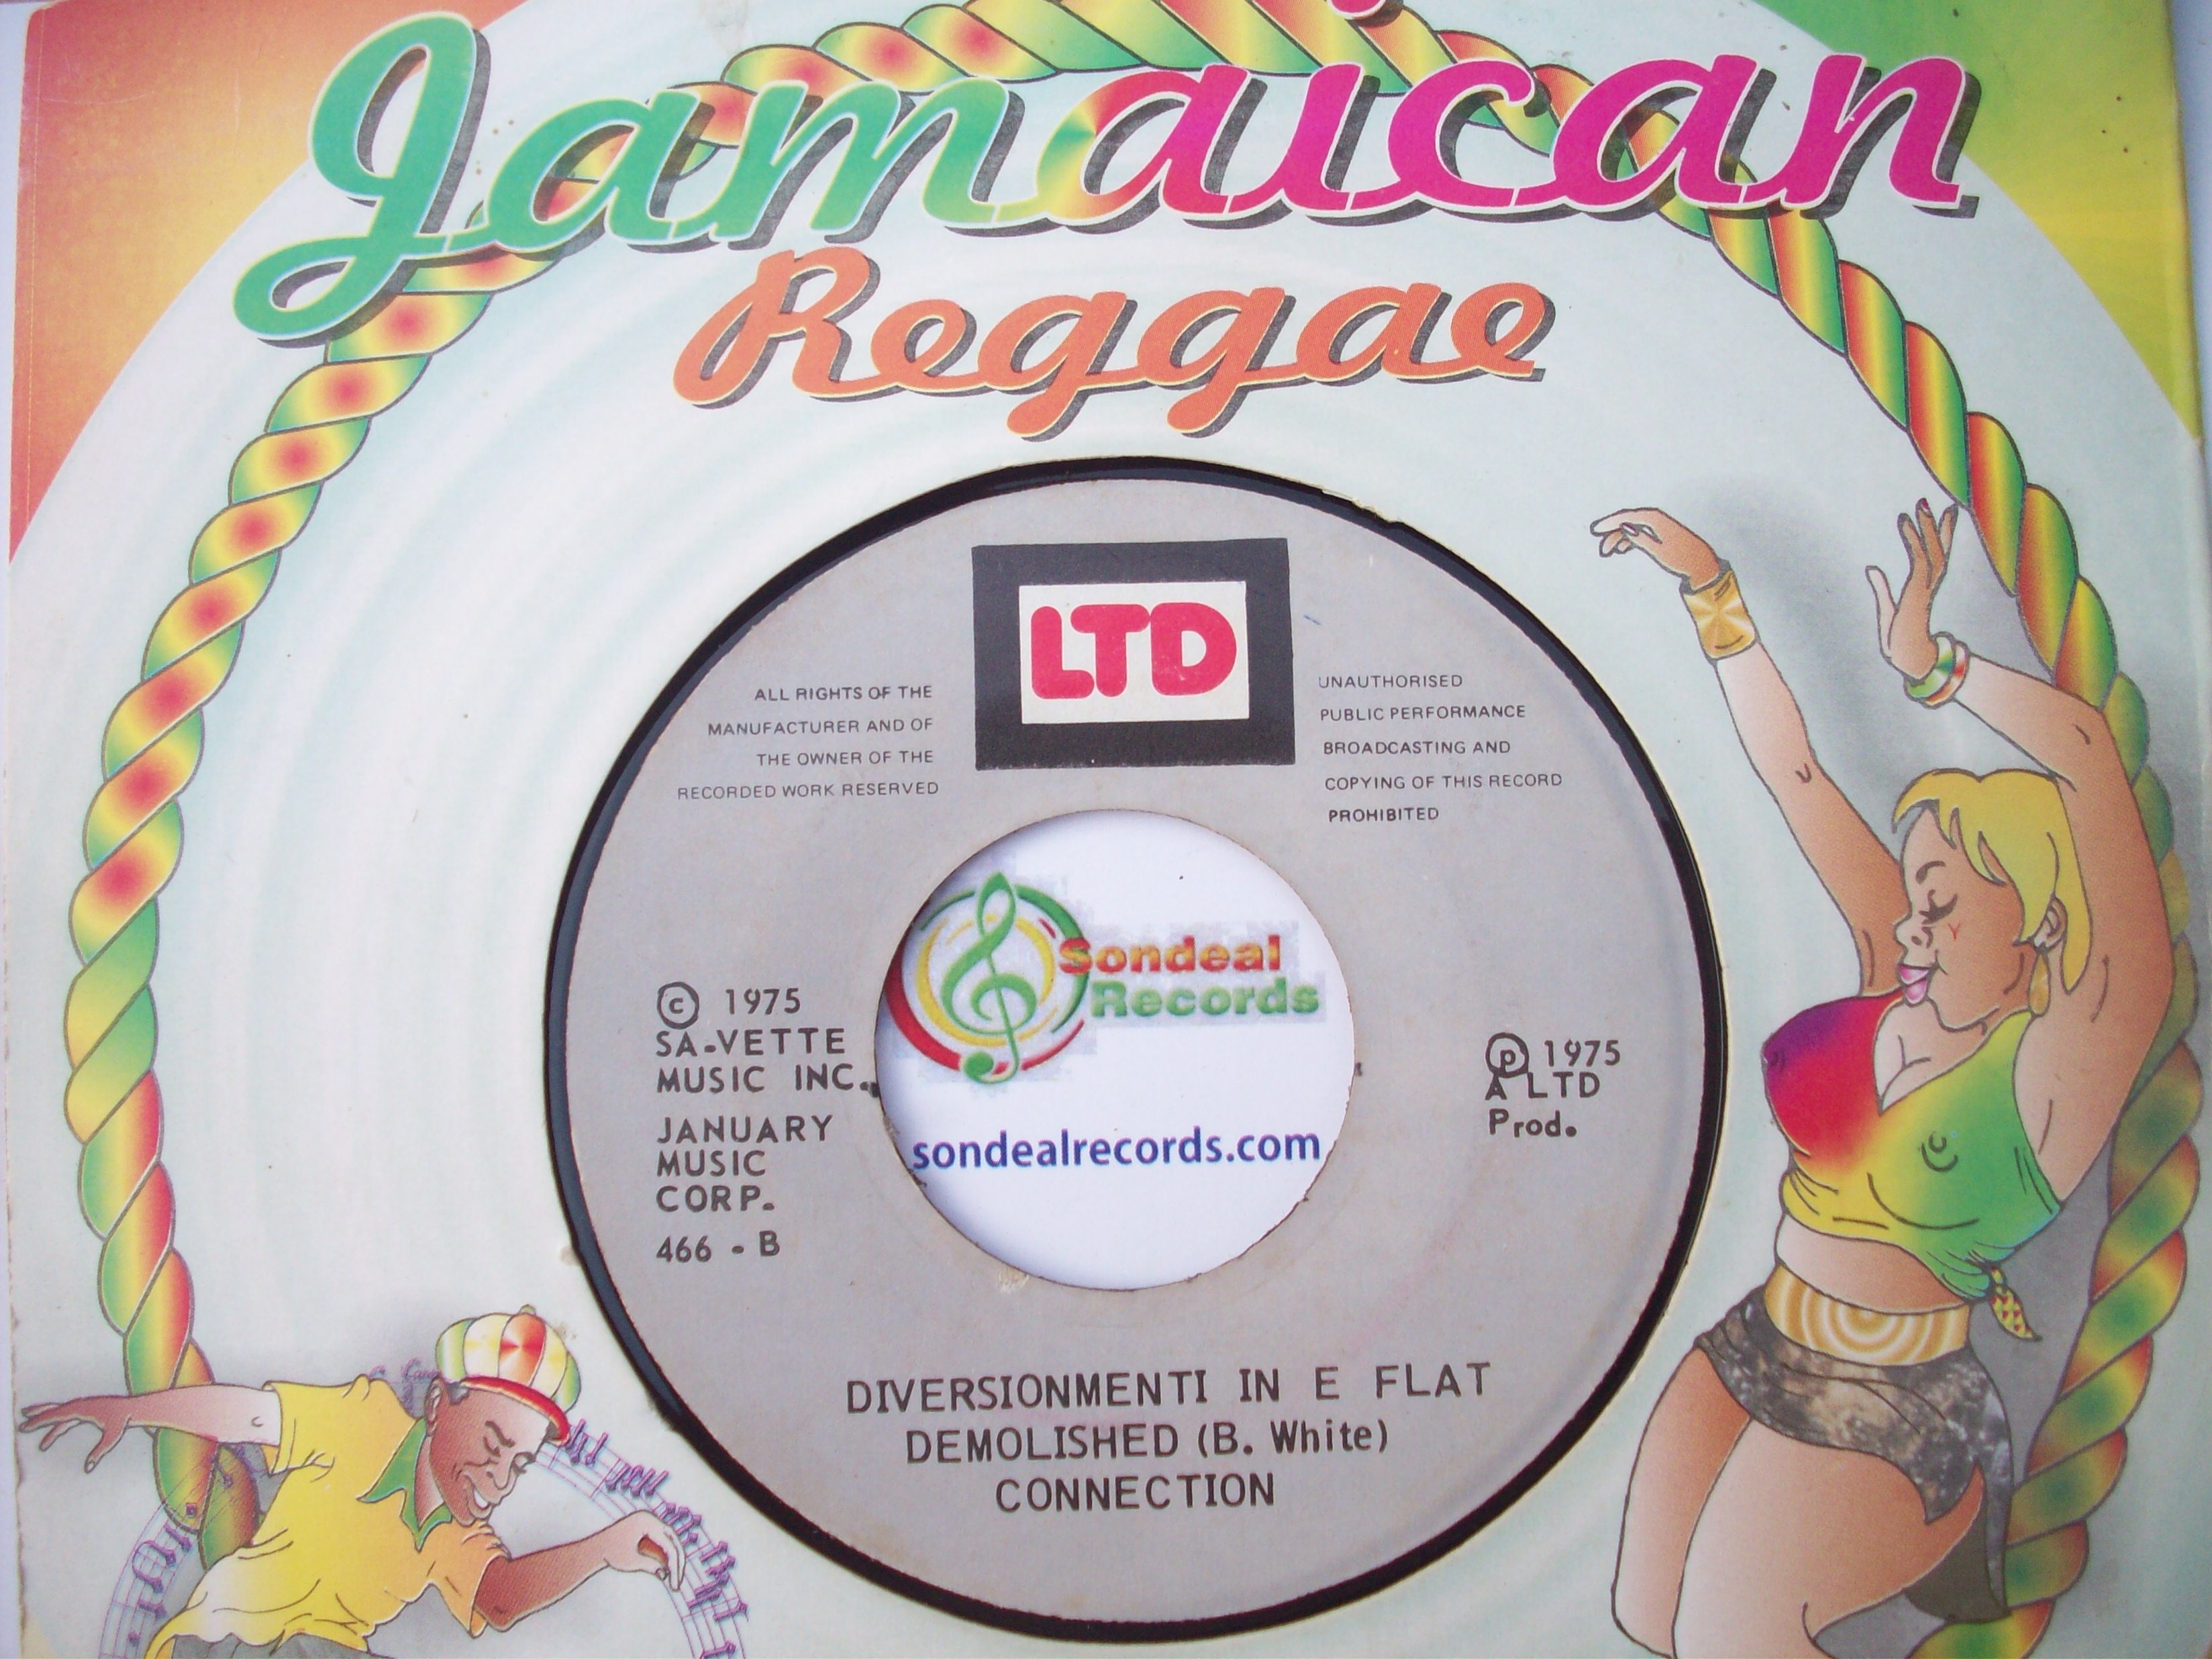 Jamaican
Reggae
LTD
ALL RIGHTS OF THE
MANUFACTURER AND OF
THE OWNER OF THE
RECORDED WORK RESERVED
UNAUTHORISED
PUBLIC PERFORMANCE
BROADCASTING AND
COPYING OF THIS RECORD
PROHIBITED
© 1975
SA-VETTE
MUSIC INC.,
JANUARY
MUSIC
CORP.
466 - B
Sondeal
Records
sondealrecords.com
℗ 1975
A LTD
Prod.
DIVERSIONMENTI IN E FLAT
DEMOLISHED (B. White)
CONNECTION